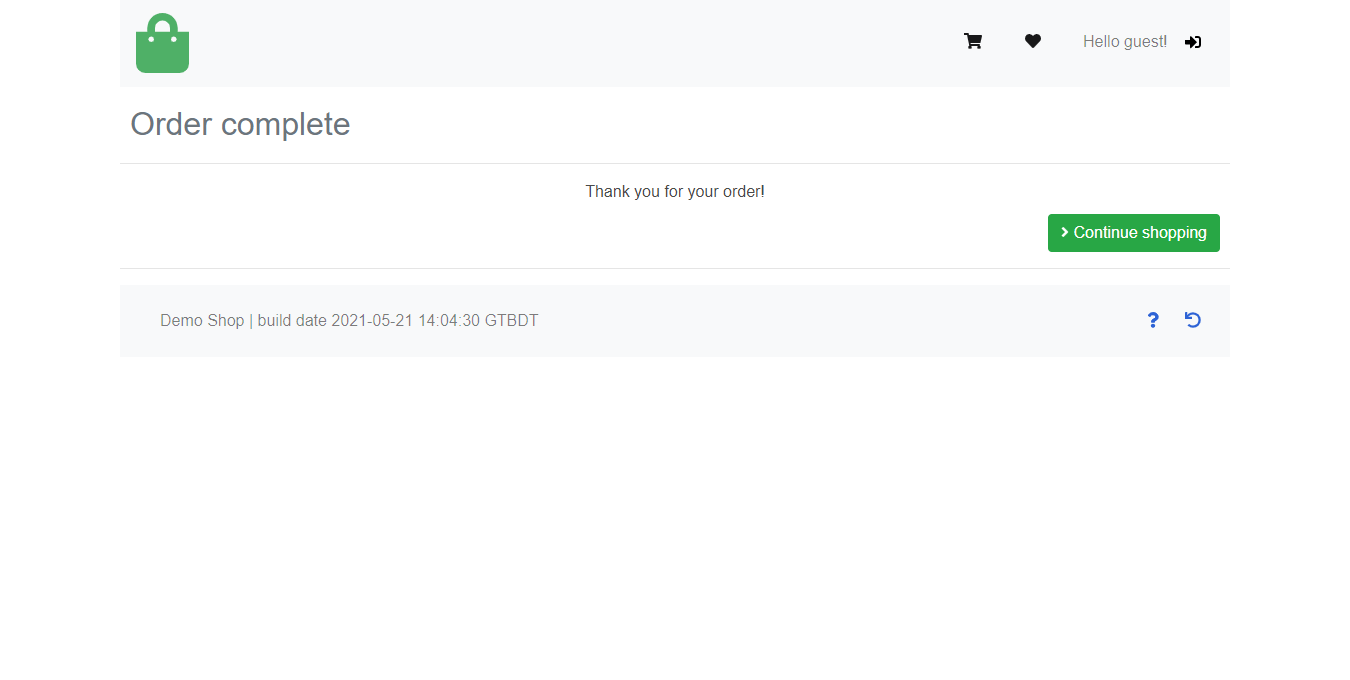 Hello guest!
Order complete
Thank you for your order!
Continue shopping
Demo Shop | build date 2021-05-21 14:04:30 GTBDT
?